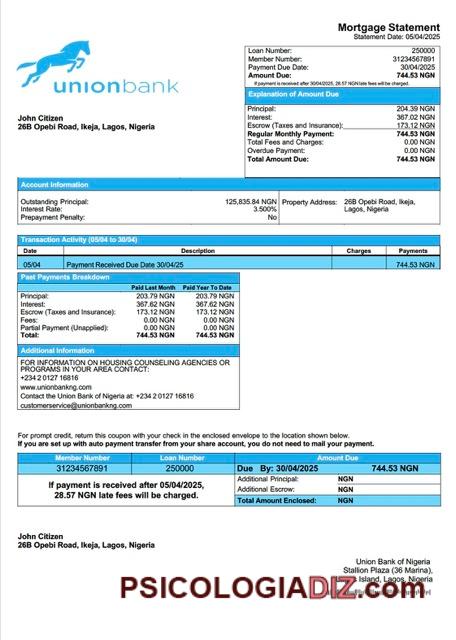 Mortgage Statement
Statement Date: 05/04/2025
unionbank
Loan Number: 250000
Member Number: 31234567891
Payment Due Date: 30/04/2025
Amount Due: 744.53 NGN
If payment is received after 30/04/2025, 28.57 NGN late fees will be charged.
Explanation of Amount Due
Principal: 204.39 NGN
Interest: 367.02 NGN
Escrow (Taxes and Insurance): 173.12 NGN
Regular Monthly Payment: 744.53 NGN
Total Fees and Charges: 0.00 NGN
Overdue Payment: 0.00 NGN
Total Amount Due: 744.53 NGN
John Citizen
26B Opebi Road, Ikeja, Lagos, Nigeria
Account Information
Outstanding Principal: 125,835.84 NGN
Interest Rate: 3.500%
Prepayment Penalty: No
Property Address: 26B Opebi Road, Ikeja,
Lagos, Nigeria
Transaction Activity (05/04 to 30/04)
Date Description Charges Payments
05/04 Payment Received Due Date 30/04/25 744.53 NGN
Past Payments Breakdown
Paid Last Month Paid Year To Date
Principal: 203.79 NGN 203.79 NGN
Interest: 367.62 NGN 367.62 NGN
Escrow (Taxes and Insurance): 173.12 NGN 173.12 NGN
Fees: 0.00 NGN 0.00 NGN
Partial Payment (Unapplied): 0.00 NGN 0.00 NGN
Total: 744.53 NGN 744.53 NGN
Additional Information
FOR INFORMATION ON HOUSING COUNSELING AGENCIES OR
PROGRAMS IN YOUR AREA CONTACT:
+234 2 0127 16816
www.unionbankng.com
Contact the Union Bank of Nigeria at: +234 2 0127 16816
customerservice@unionbankng.com
For prompt credit, return this coupon with your check in the enclosed envelope to the location shown below.
If you are set up with auto payment transfer from your share account, you do not need to mail your payment.
Member Number Loan Number Amount Due
31234567891 250000 Due By: 30/04/2025 744.53 NGN
If payment is received after 05/04/2025,
28.57 NGN late fees will be charged.
Additional Principal: NGN
Additional Escrow: NGN
Total Amount Enclosed: NGN
John Citizen
26B Opebi Road, Ikeja, Lagos, Nigeria
Union Bank of Nigeria
Stallion Plaza (36 Marina),
Island, Lagos, Nigeria
PSICOLOGIADIZ.com